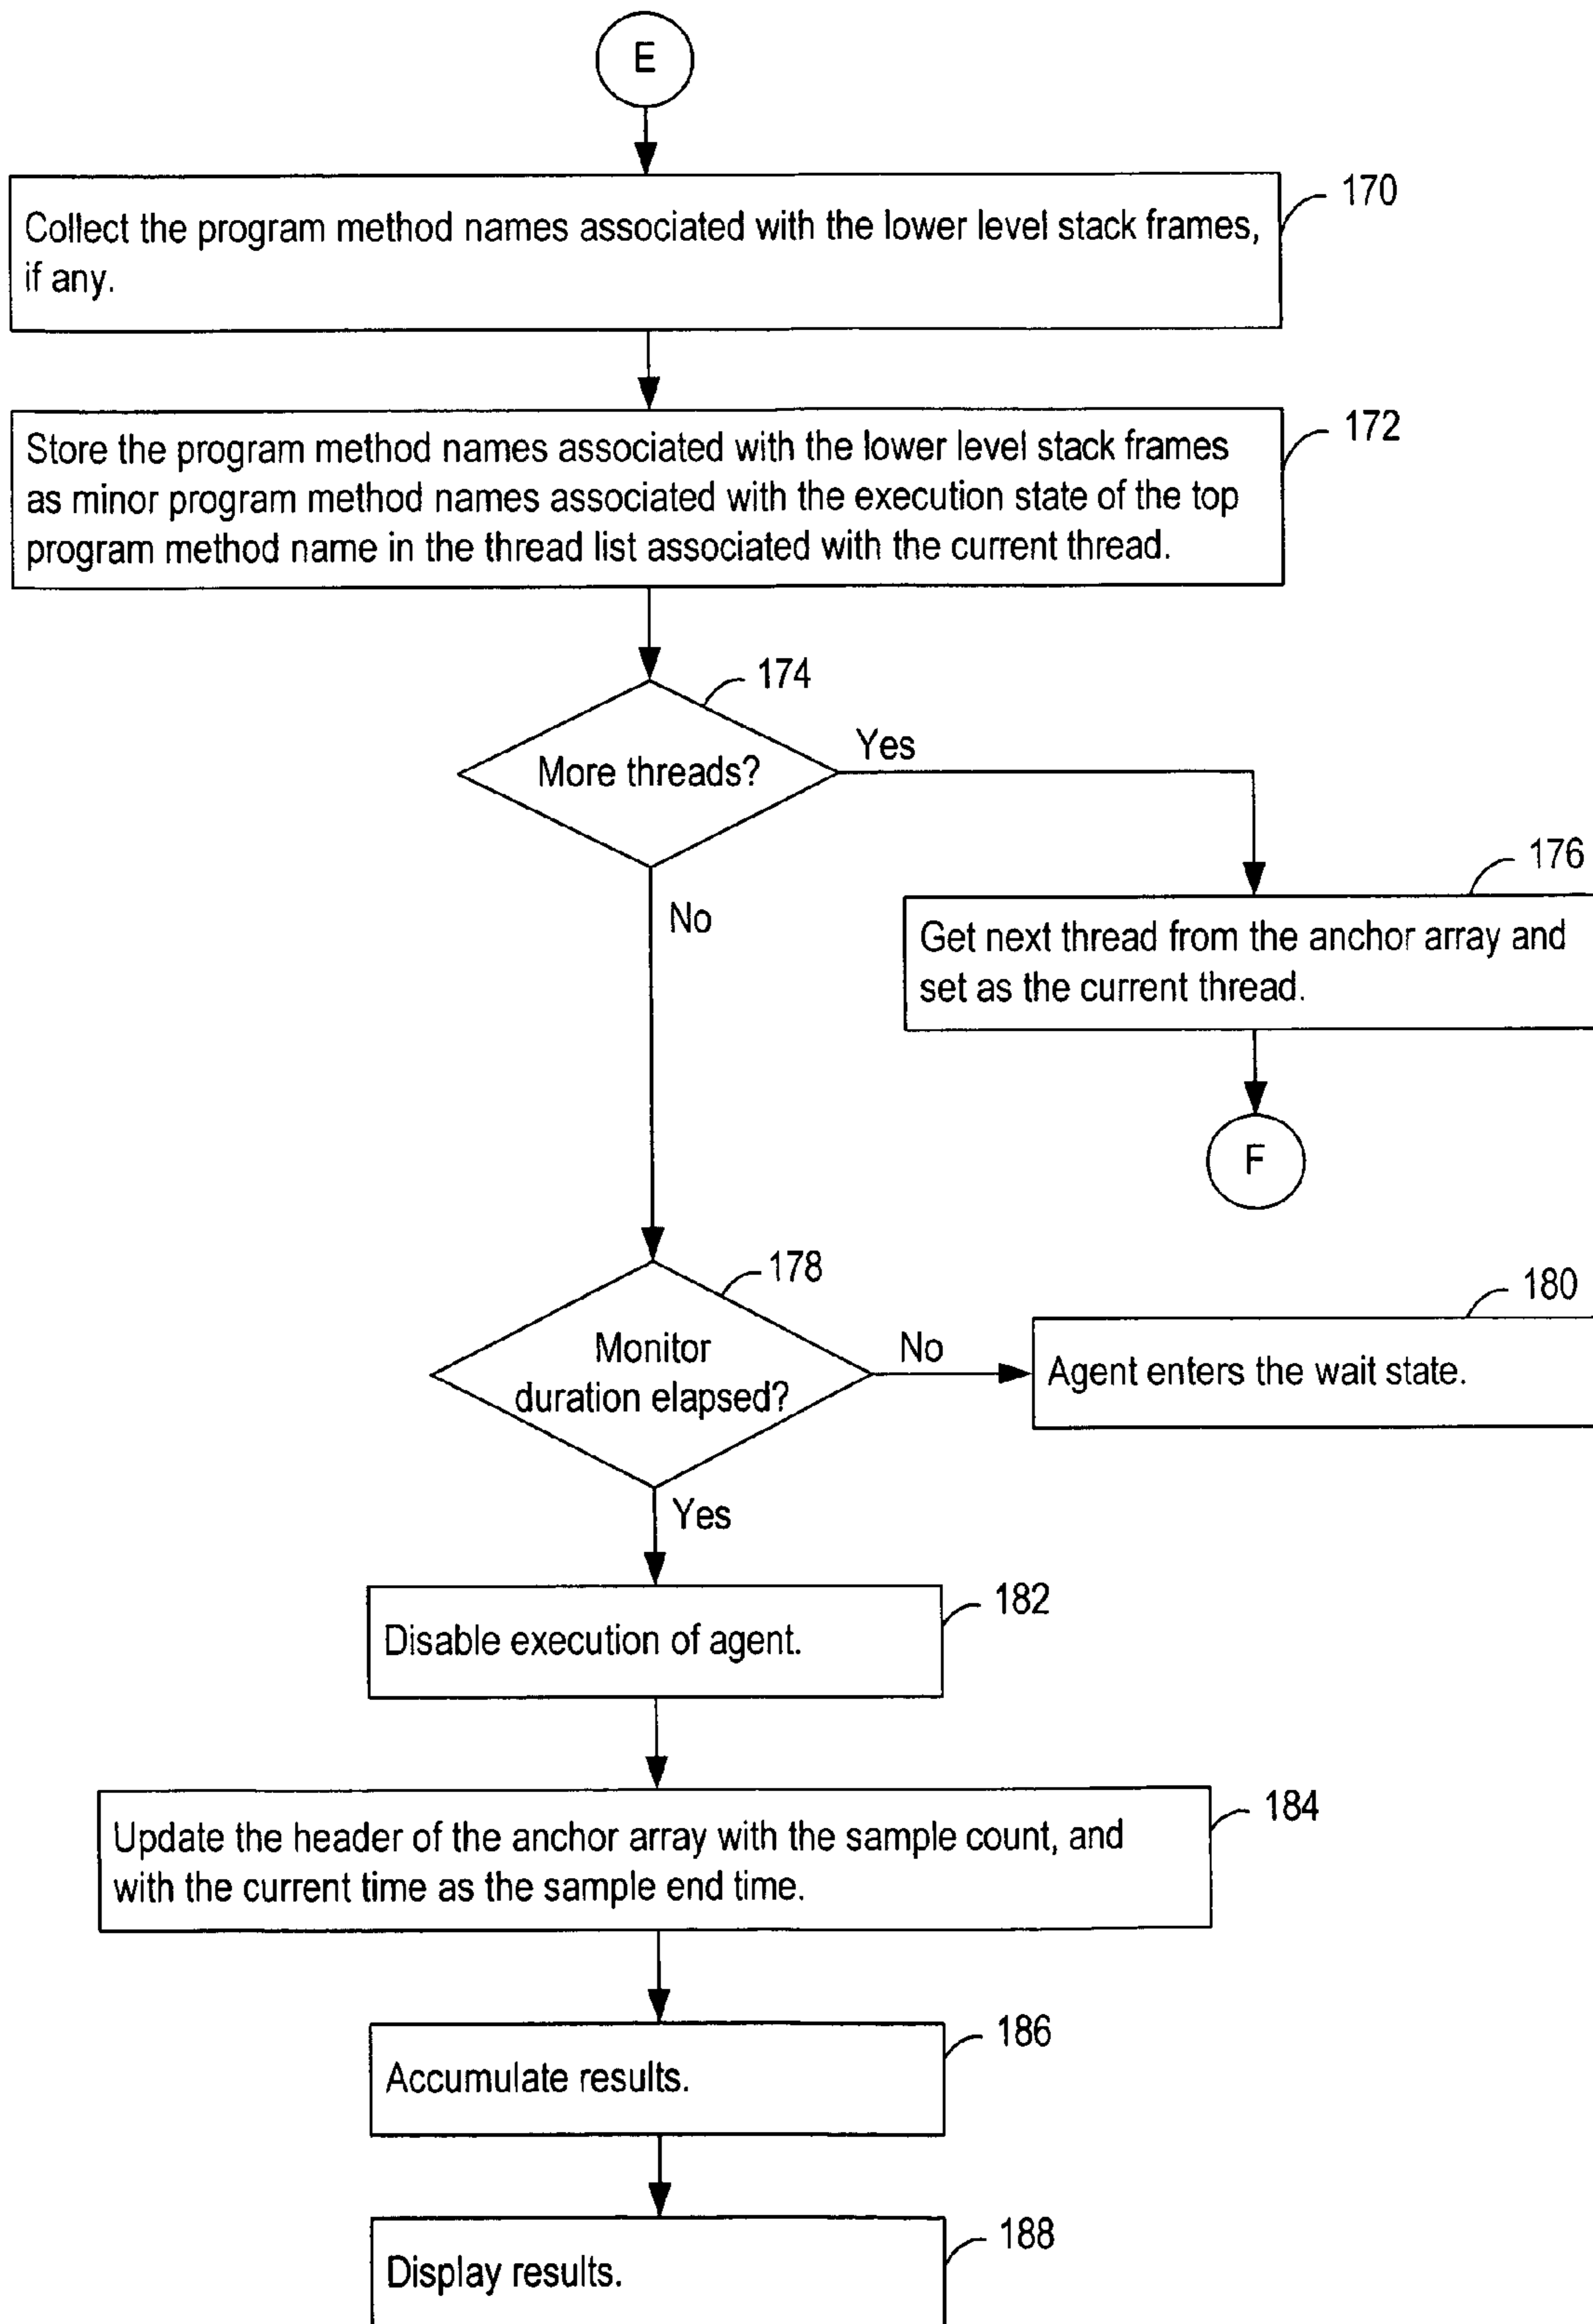 E
170
Collect the program method names associated with the lower level stack frames,
if any.
172
Store the program method names associated with the lower level stack frames
as minor program method names associated with the execution state of the top
program method name in the thread list associated with the current thread.
174
More threads?
Yes
No
176
Get next thread from the anchor array and
set as the current thread.
F
178
Monitor
duration elapsed?
No
Yes
180
Agent enters the wait state.
182
Disable execution of agent.
184
Update the header of the anchor array with the sample count, and
with the current time as the sample end time.
186
Accumulate results.
188
Display results.